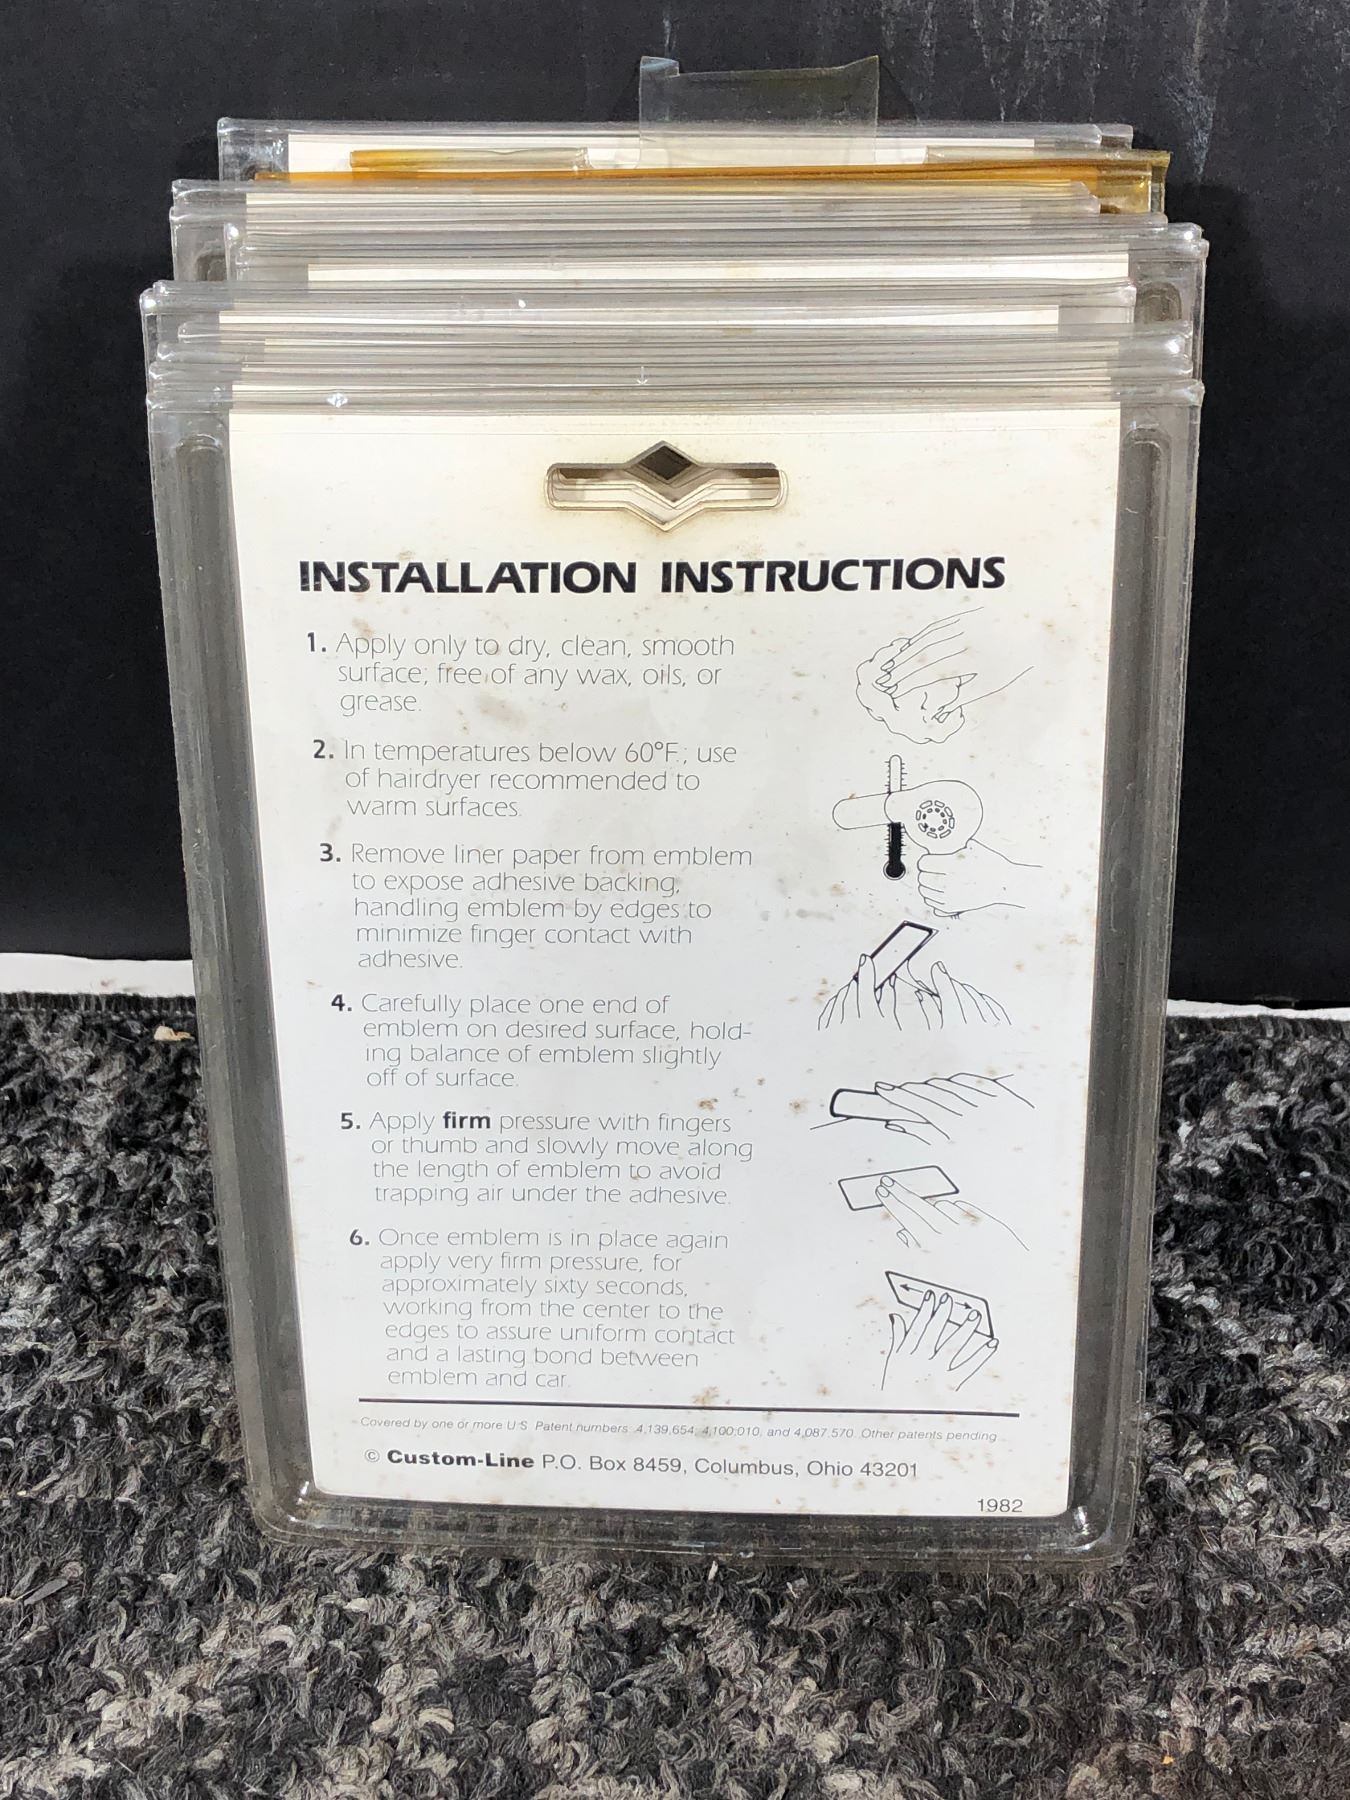 INSTALLATION INSTRUCTIONS
1. Apply only to dry, clean, smooth
surface; free of any wax, oils, or
grease.
2. In temperatures below 60°F.; use
of hairdryer recommended to
warm surfaces.
3. Remove liner paper from emblem
to expose adhesive backing,
handling emblem by edges to
minimize finger contact with
adhesive.
4. Carefully place one end of
emblem on desired surface, hold-
ing balance of emblem slightly
off of surface.
5. Apply firm pressure with fingers
or thumb and slowly move along
the length of emblem to avoid
trapping air under the adhesive.
6. Once emblem is in place again
apply very firm pressure, for
approximately sixty seconds,
working from the center to the
edges to assure uniform contact
and a lasting bond between
emblem and car.
Covered by one or more U.S. Patent numbers 4,139,654; 4,100,010, and 4,087,570. Other patents pending
© Custom-Line P.O. Box 8459, Columbus, Ohio 43201
1982